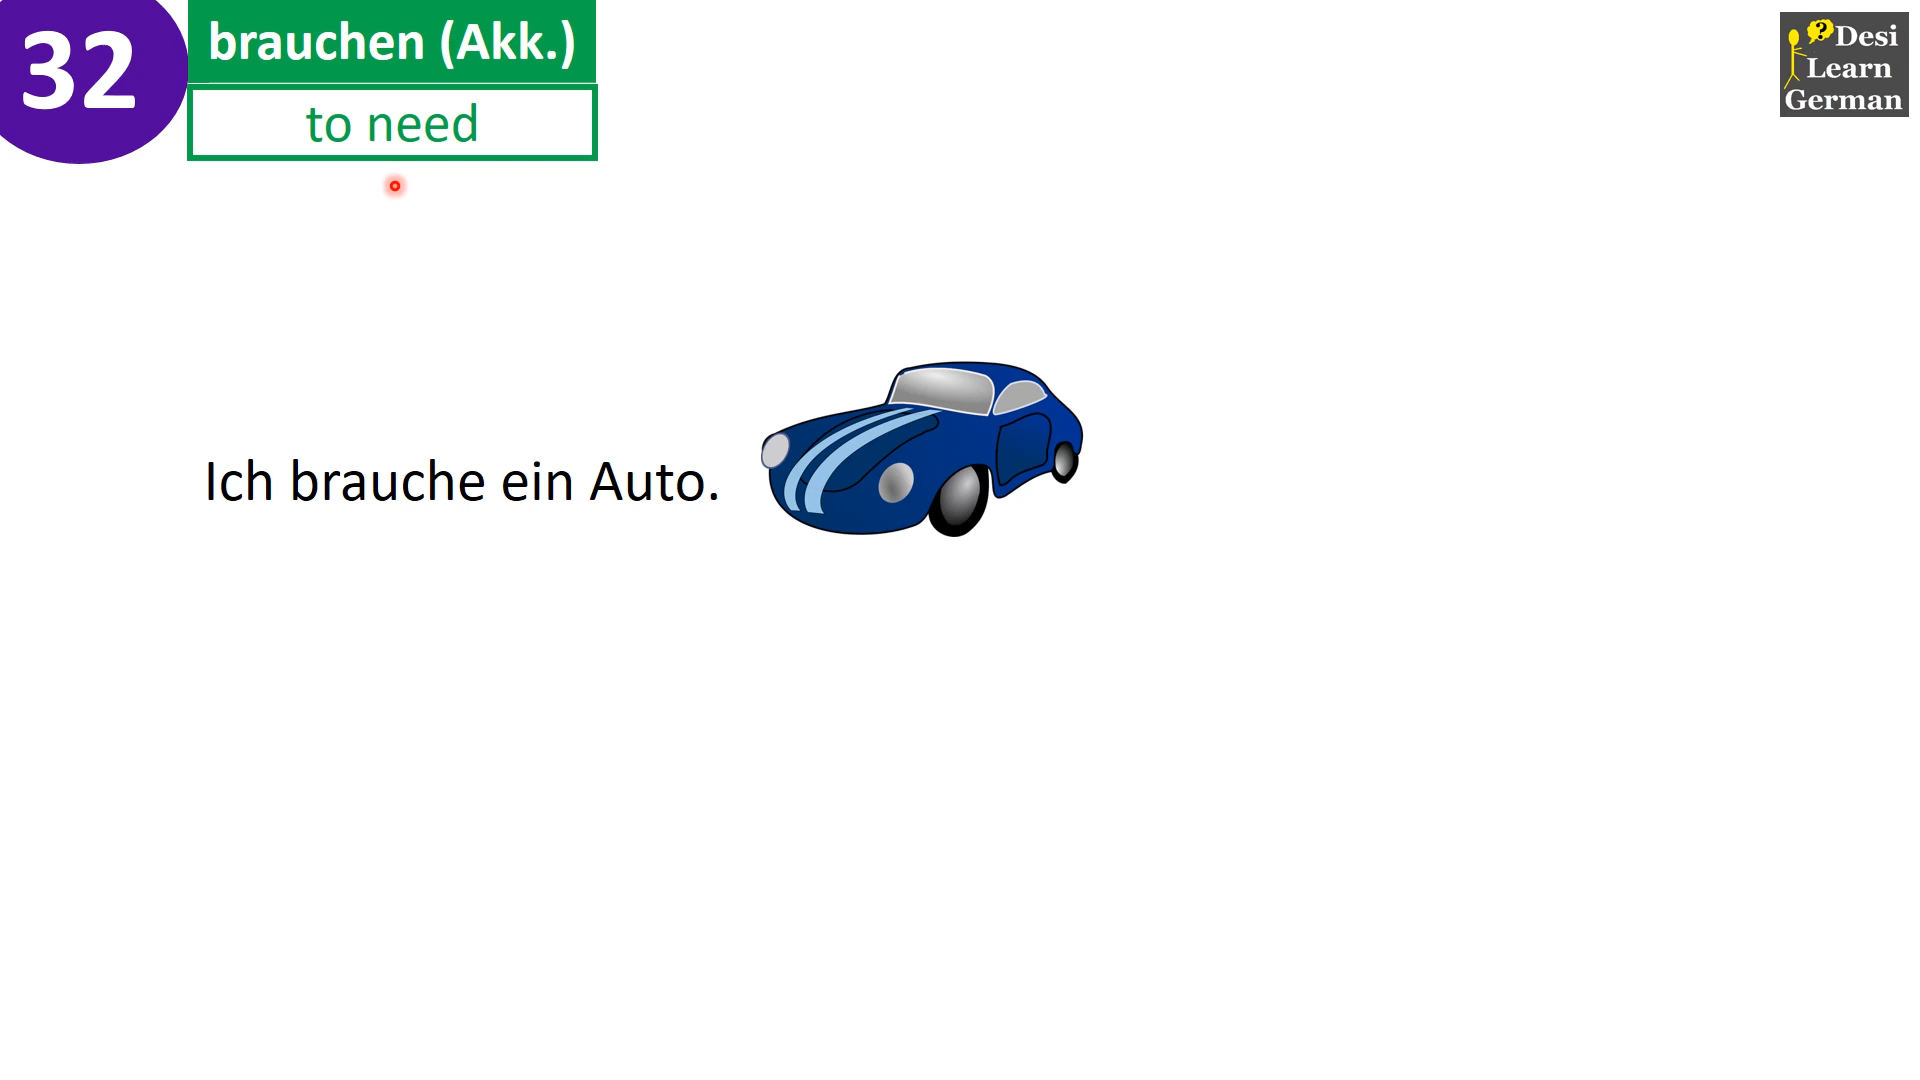 32
brauchen (Akk.)
to need
?
Desi
Learn
German
Ich brauche ein Auto.